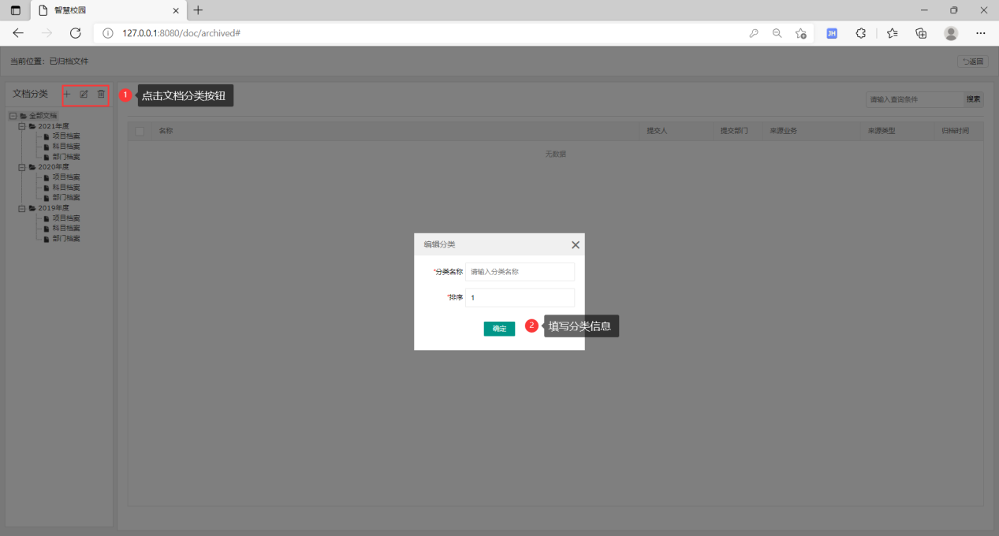 智慧校园
127.0.0.1:8080/doc/archived#
JH
当前位置：已归档文件
返回
文档分类
1 点击文档分类按钮
请输入查询条件 搜索
全部文档
2021年度
项目档案
科目档案
部门档案
2020年度
项目档案
科目档案
部门档案
2019年度
项目档案
科目档案
部门档案
名称 提交人 提交部门 来源业务 来源类型 归档时间
无数据
编辑分类
*分类名称 请输入分类名称
*排序 1
确定
2 填写分类信息